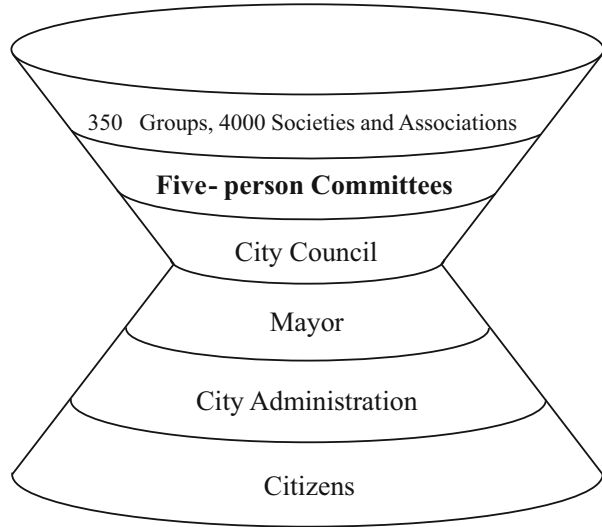 350 Groups, 4000 Societies and Associations
Five- person Committees
City Council
Mayor
City Administration
Citizens